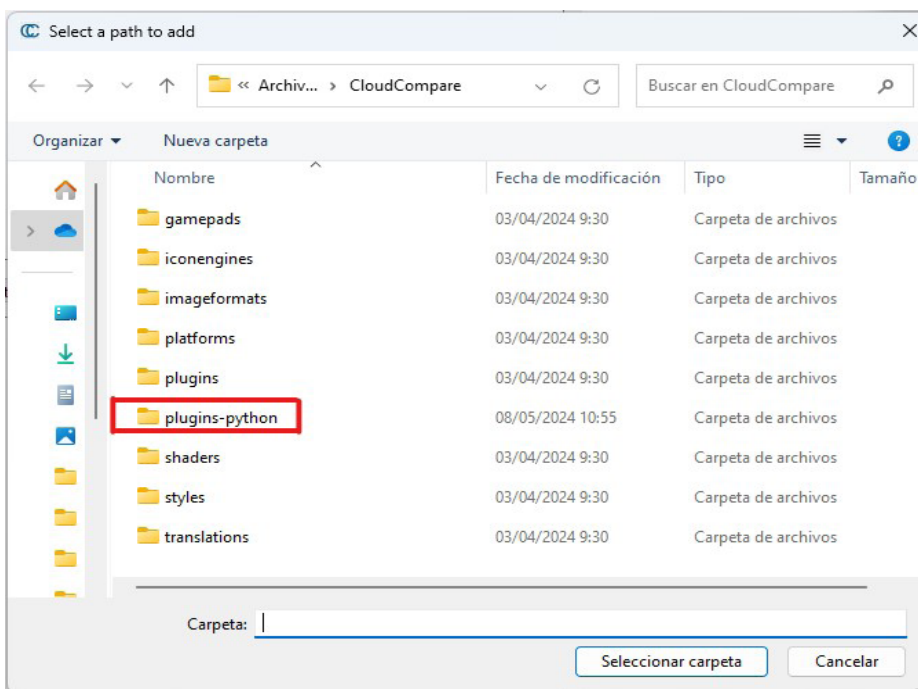 Select a path to add
« Archiv... › CloudCompare
Buscar en CloudCompare
Organizar
Nueva carpeta
Nombre Fecha de modificación Tipo Tamaño
gamepads 03/04/2024 9:30 Carpeta de archivos
iconengines 03/04/2024 9:30 Carpeta de archivos
imageformats 03/04/2024 9:30 Carpeta de archivos
platforms 03/04/2024 9:30 Carpeta de archivos
plugins 03/04/2024 9:30 Carpeta de archivos
plugins-python 08/05/2024 10:55 Carpeta de archivos
shaders 03/04/2024 9:30 Carpeta de archivos
styles 03/04/2024 9:30 Carpeta de archivos
translations 03/04/2024 9:30 Carpeta de archivos
Carpeta:
Seleccionar carpeta Cancelar